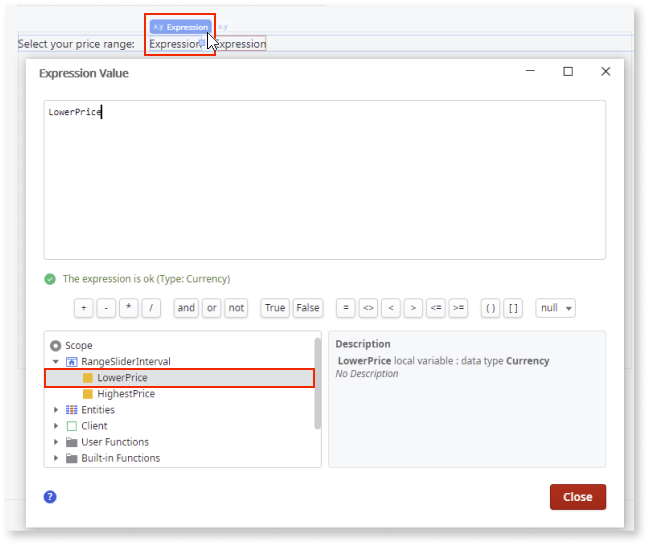 x.y Expression x.y
Select your price range: Expression Expression
Expression Value
LowerPrice
The expression is ok (Type: Currency)
+ - * / and or not True False = <> < > <= >= ( ) [ ] null
Scope
RangeSliderInterval
LowerPrice
HighestPrice
Entities
Client
User Functions
Built-in Functions
Description
LowerPrice local variable : data type Currency
No Description
? Close